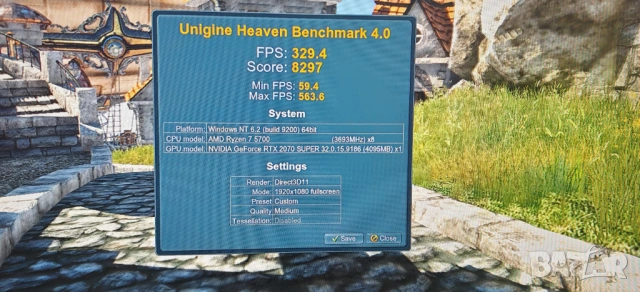 Unigine Heaven Benchmark 4.0
FPS: 329.4
Score: 8297
Min FPS: 59.4
Max FPS: 563.6
System
Platform: Windows NT 6.2 (build 9200) 64bit
CPU model: AMD Ryzen 7 5700 (3693MHz) x8
GPU model: NVIDIA GeForce RTX 2070 SUPER 32.0.15.9186 (4095MB) x1
Settings
Render: Direct3D11
Mode: 1920x1080 fullscreen
Preset Custom
Quality Medium
Tessellation: Disabled
Save Close
BAZAR